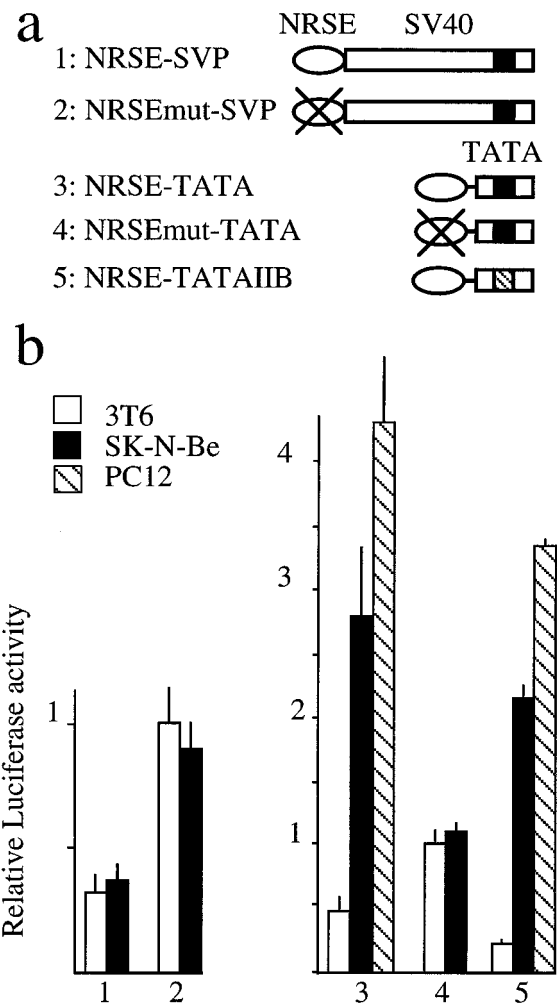 a
NRSE SV40
1: NRSE-SVP
2: NRSEmut-SVP
TATA
3: NRSE-TATA
4: NRSEmut-TATA
5: NRSE-TATAIIB
b
3T6
SK-N-Be
PC12
Relative Luciferase activity
1
1 2
4
3
2
1
3 4 5